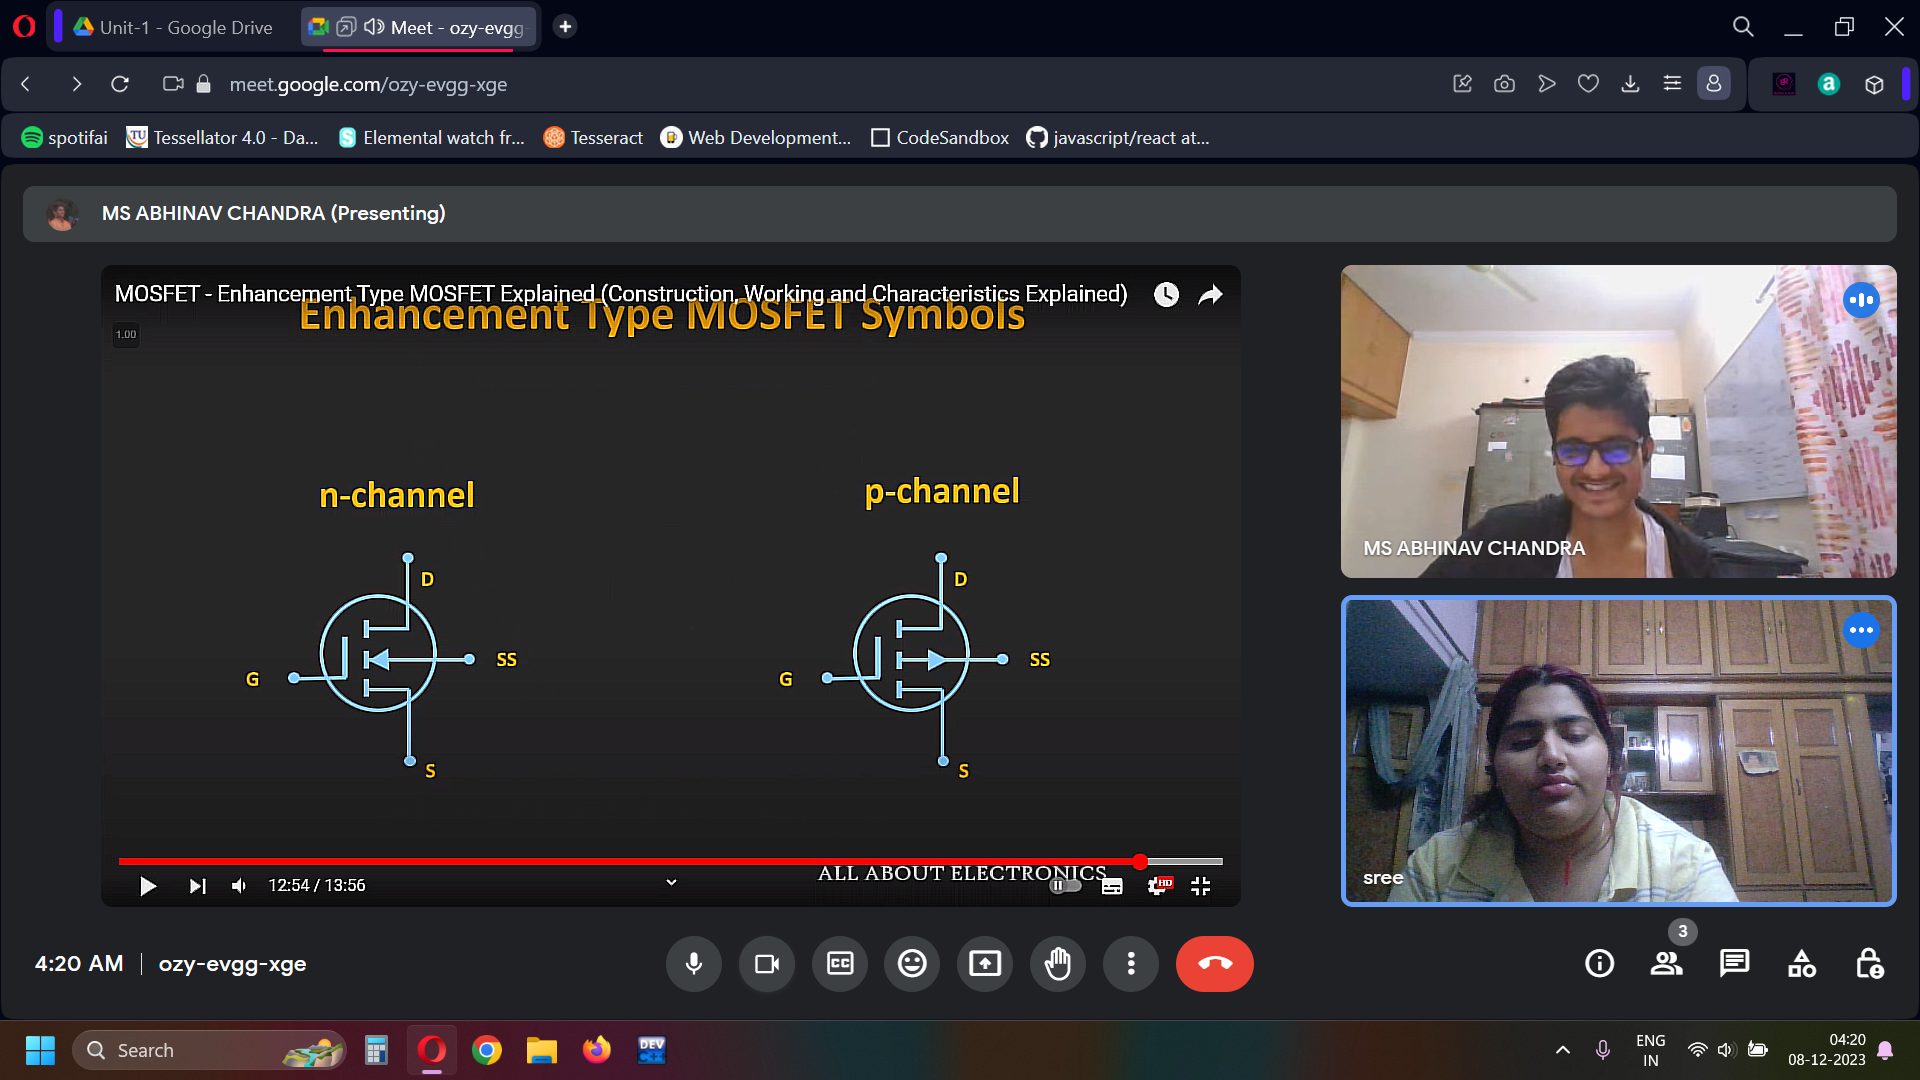 Unit-1 - Google Drive
Meet - ozy-evgg-
meet.google.com/ozy-evgg-xge
spotifai
TU
Tessellator 4.0 - Da...
Elemental watch fr...
Tesseract
Web Development...
CodeSandbox
javascript/react at...
MS ABHINAV CHANDRA (Presenting)
MOSFET - Enhancement Type MOSFET Explained (Construction, Working and Characteristics Explained)
Enhancement Type MOSFET Symbols
1.00
n-channel
p-channel
D
D
G
SS
G
SS
S
S
ALL ABOUT ELECTRONICS
12:54 / 13:56
HD
MS ABHINAV CHANDRA
sree
4:20 AM
ozy-evgg-xge
CC
3
Search
DEV
C++
ENG
IN
04:20
08-12-2023